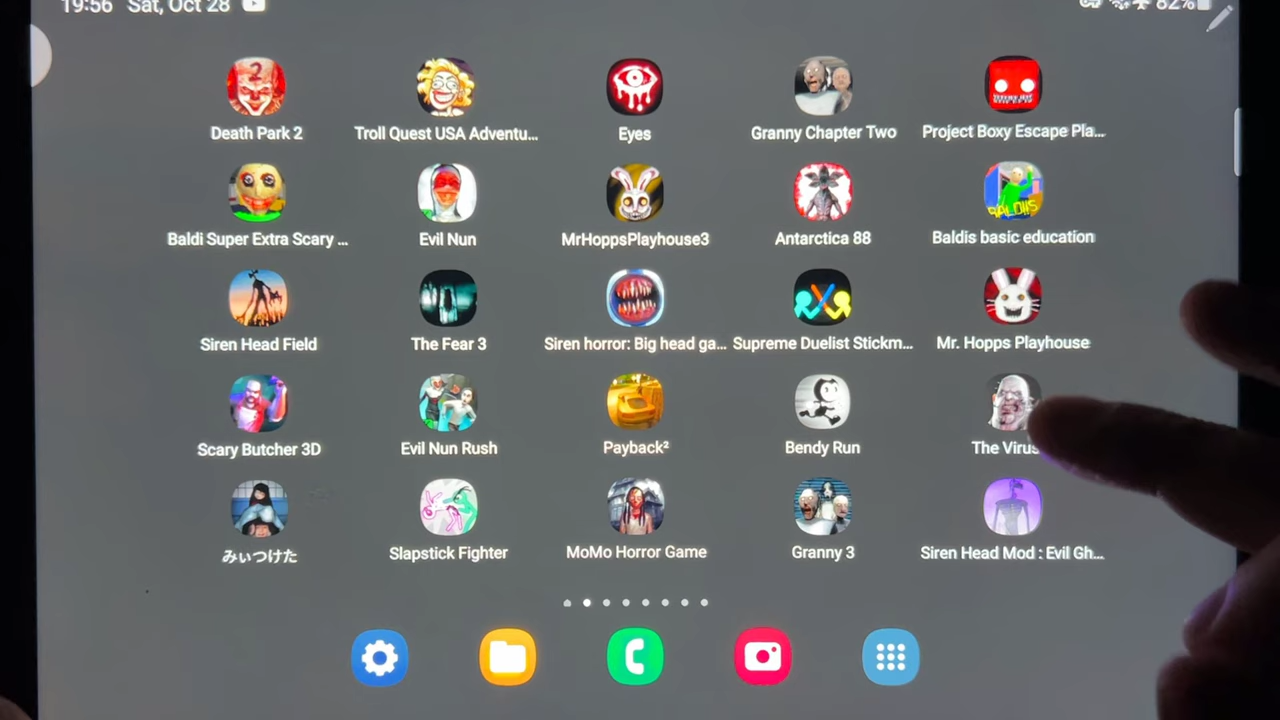 19:56 Sat, Oct 28
82%
2
Death Park 2
Troll Quest USA Adventu...
Eyes
Granny Chapter Two
Project Boxy Escape Pla...
Baldi Super Extra Scary ...
Evil Nun
MrHoppsPlayhouse3
Antarctica 88
BALDIIS
Baldis basic education
Siren Head Field
The Fear 3
Siren horror: Big head ga...
Supreme Duelist Stickm...
Mr. Hopps Playhouse
Scary Butcher 3D
Evil Nun Rush
Payback²
Bendy Run
The Virus
みぃつけた
Slapstick Fighter
MoMo Horror Game
Granny 3
Siren Head Mod : Evil Gh...